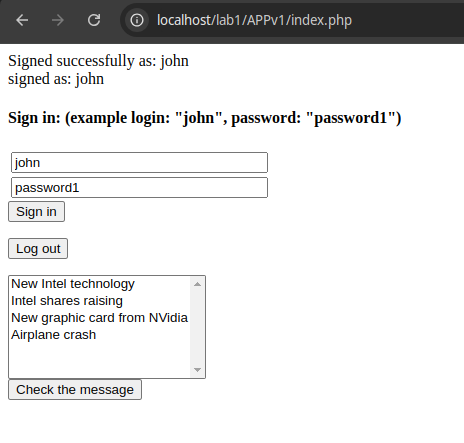 localhost/lab1/APPv1/index.php
Signed successfully as: john
signed as: john
Sign in: (example login: "john", password: "password1")
john
password1
Sign in
Log out
New Intel technology
Intel shares raising
New graphic card from NVidia
Airplane crash
Check the message